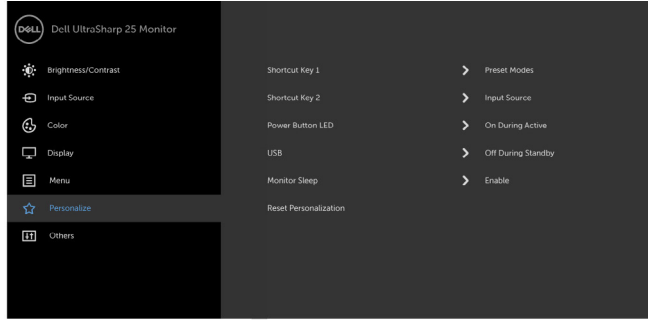 DELL Dell UltraSharp 25 Monitor
Brightness/Contrast Shortcut Key 1 Preset Modes
Input Source Shortcut Key 2 Input Source
Color Power Button LED On During Active
Display USB Off During Standby
Menu Monitor Sleep Enable
Personalize Reset Personalization
Others